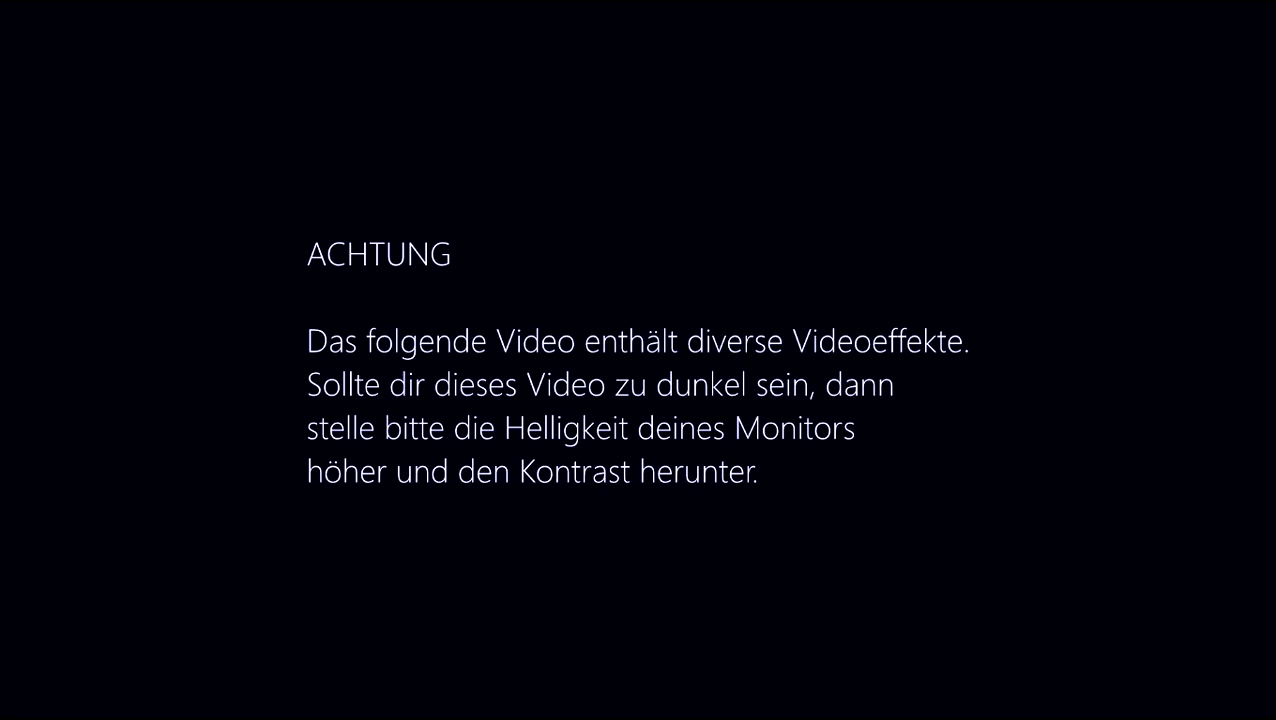 ACHTUNG
Das folgende Video enthält diverse Videoeffekte.
Sollte dir dieses Video zu dunkel sein, dann
stelle bitte die Helligkeit deines Monitors
höher und den Kontrast herunter.